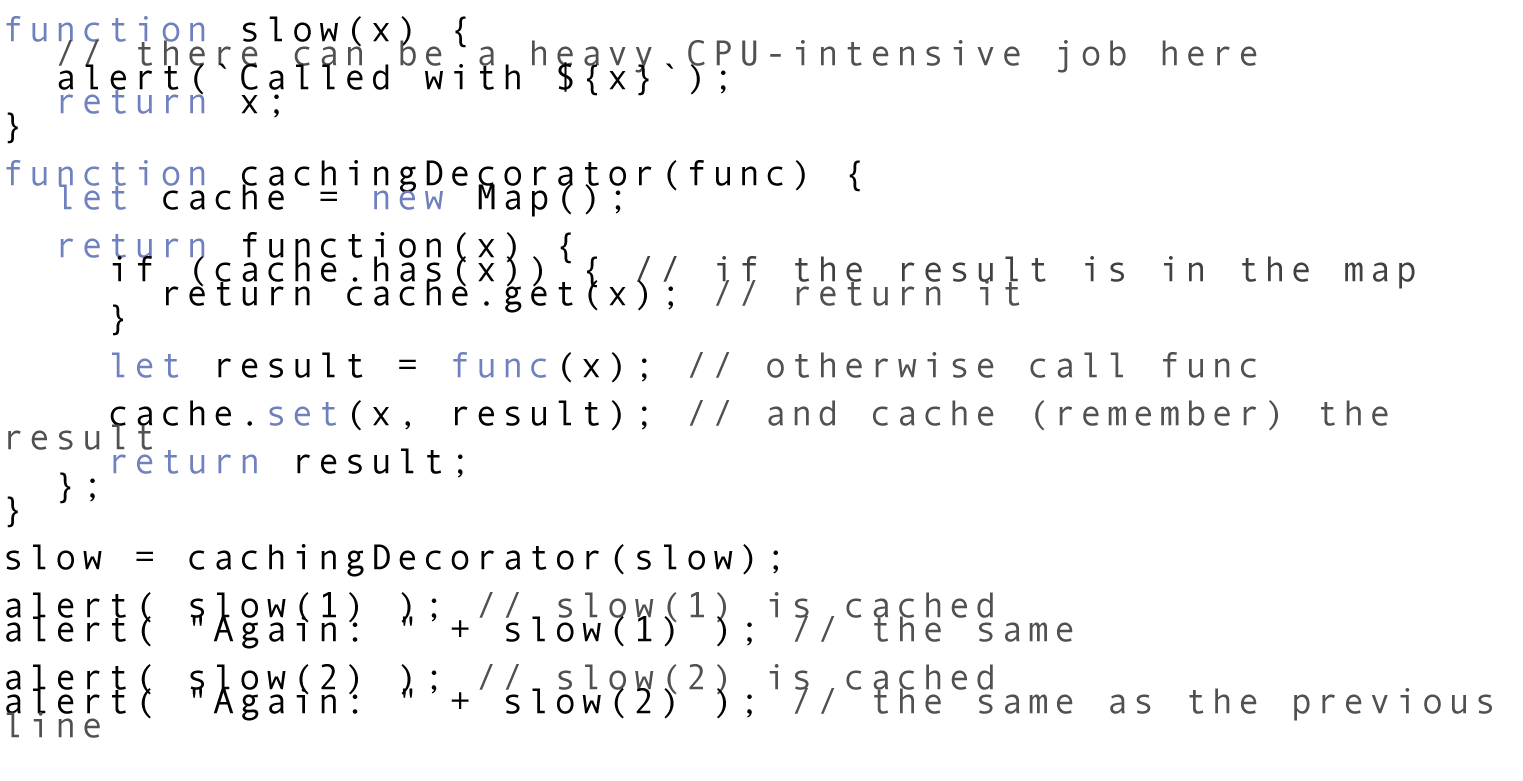 function slow(x) {
  // there can be a heavy CPU-intensive job here
  alert(`Called with ${x}`);
  return x;
}
function cachingDecorator(func) {
  let cache = new Map();
  return function(x) {
    if (cache.has(x)) { // if the result is in the map
      return cache.get(x); // return it
    }
    let result = func(x); // otherwise call func
    cache.set(x, result); // and cache (remember) the
result
    return result;
  };
}
slow = cachingDecorator(slow);
alert( slow(1) ); // slow(1) is cached
alert( "Again: " + slow(1) ); // the same
alert( slow(2) ); // slow(2) is cached
alert( "Again: " + slow(2) ); // the same as the previous
line